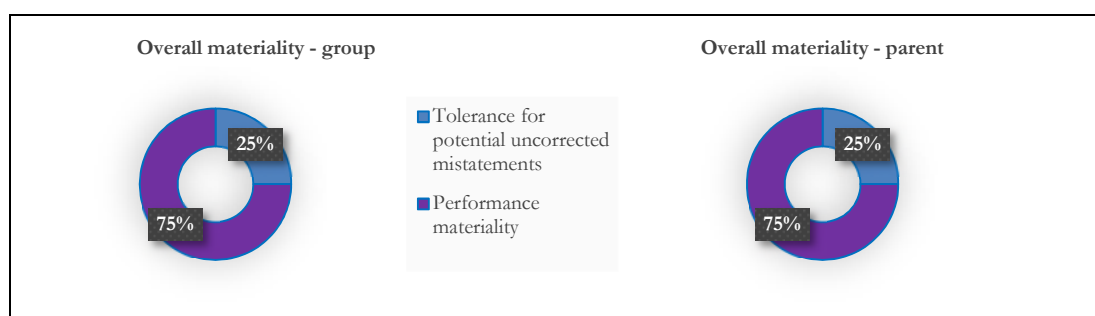 Overall materiality - group
Overall materiality - parent
25%
75%
Tolerance for
potential uncorrected
mistatements
Performance
materiality
25%
75%